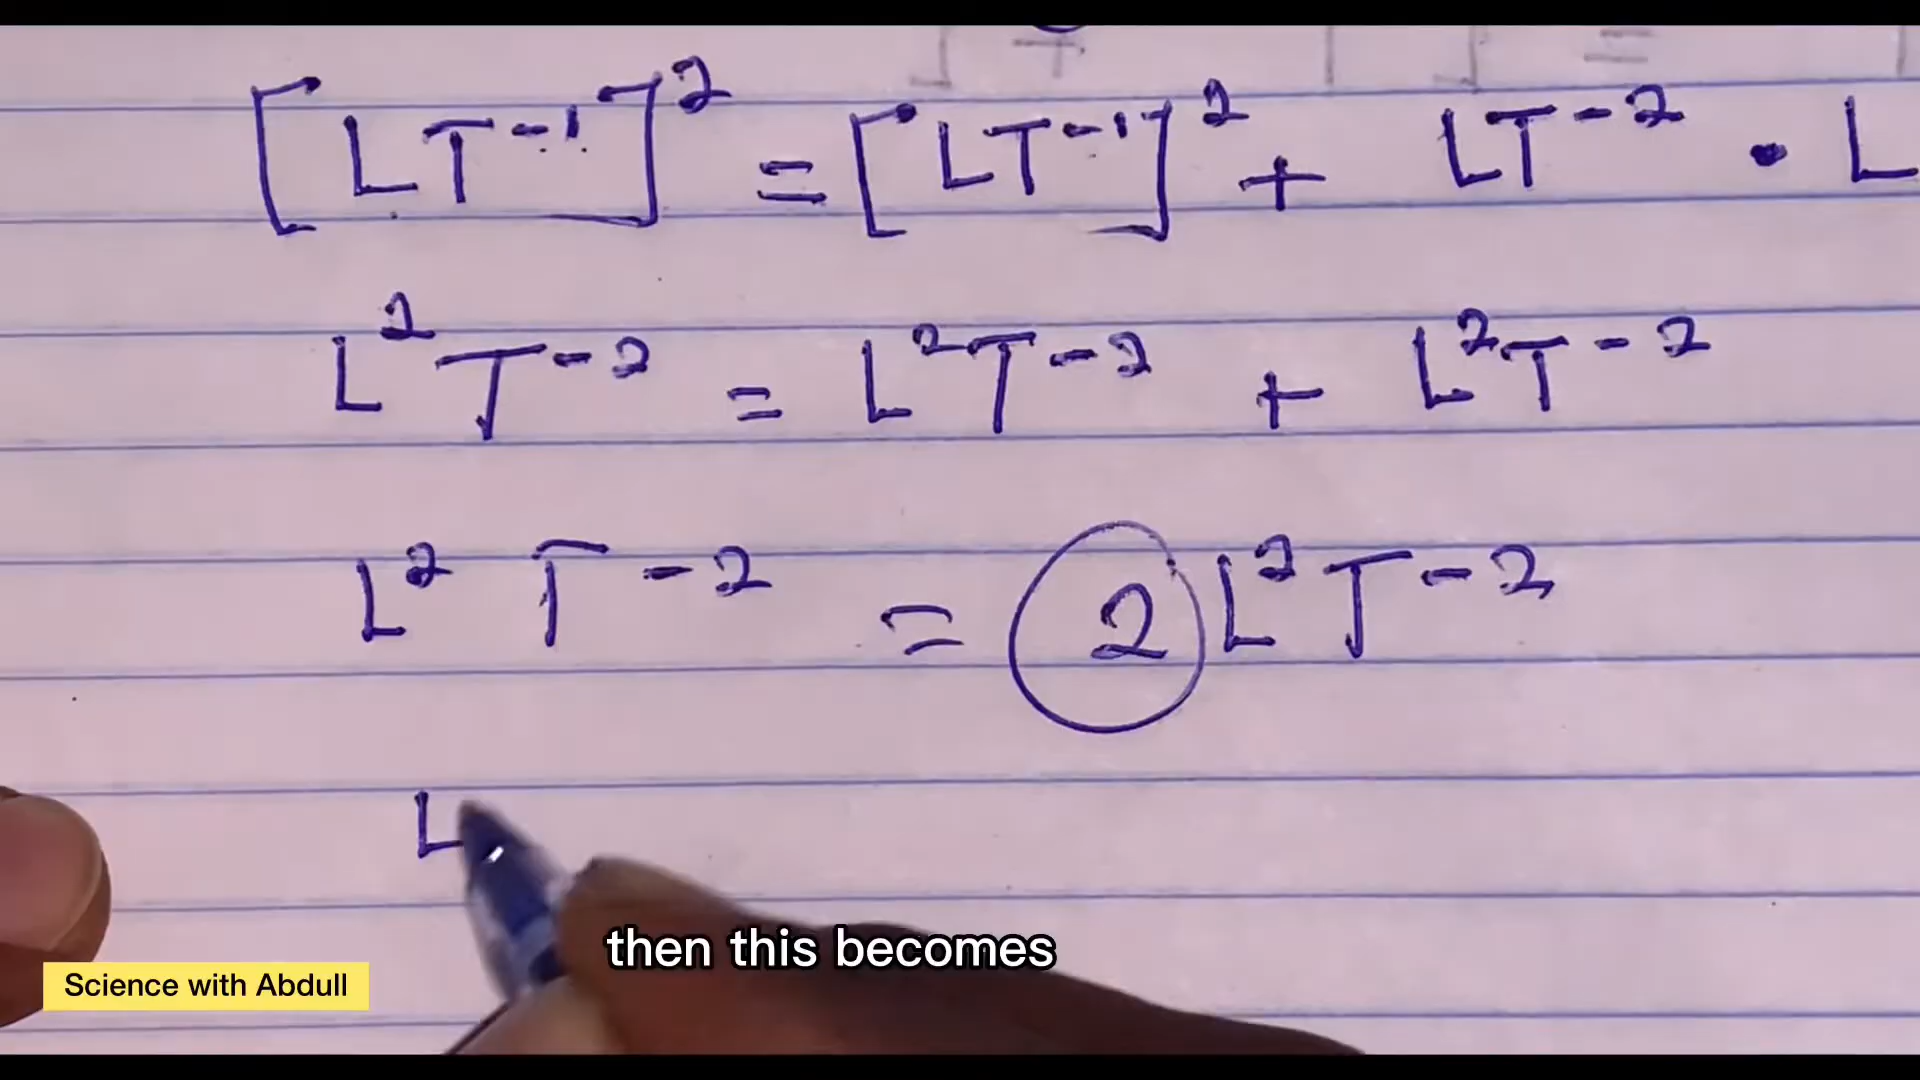 [LT⁻¹]² = [LT⁻¹]² + LT⁻² · L
L²T⁻² = L²T⁻² + L²T⁻²
L² T⁻² = 2 L²T⁻²
L
then this becomes
Science with Abdull